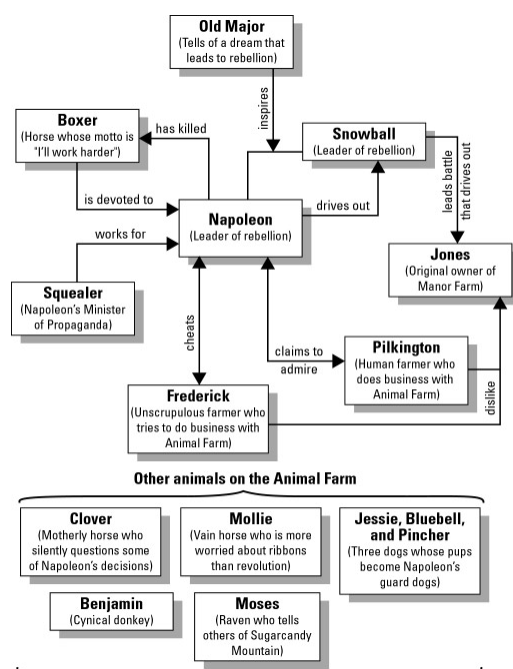 Old Major
(Tells of a dream that
leads to rebellion)
inspires
Boxer
(Horse whose motto is
"I'll work harder")
has killed
Snowball
(Leader of rebellion)
leads battle
that drives out
is devoted to
Napoleon
(Leader of rebellion)
drives out
works for
Jones
(Original owner of
Manor Farm)
Squealer
(Napoleon's Minister
of Propaganda)
cheats
claims to
admire
Pilkington
(Human farmer who
does business with
Animal Farm)
dislike
Frederick
(Unscrupulous farmer who
tries to do business with
Animal Farm)
Other animals on the Animal Farm
Clover
(Motherly horse who
silently questions some
of Napoleon's decisions)
Mollie
(Vain horse who is more
worried about ribbons
than revolution)
Jessie, Bluebell,
and Pincher
(Three dogs whose pups
become Napoleon's
guard dogs)
Benjamin
(Cynical donkey)
Moses
(Raven who tells
others of Sugarcandy
Mountain)